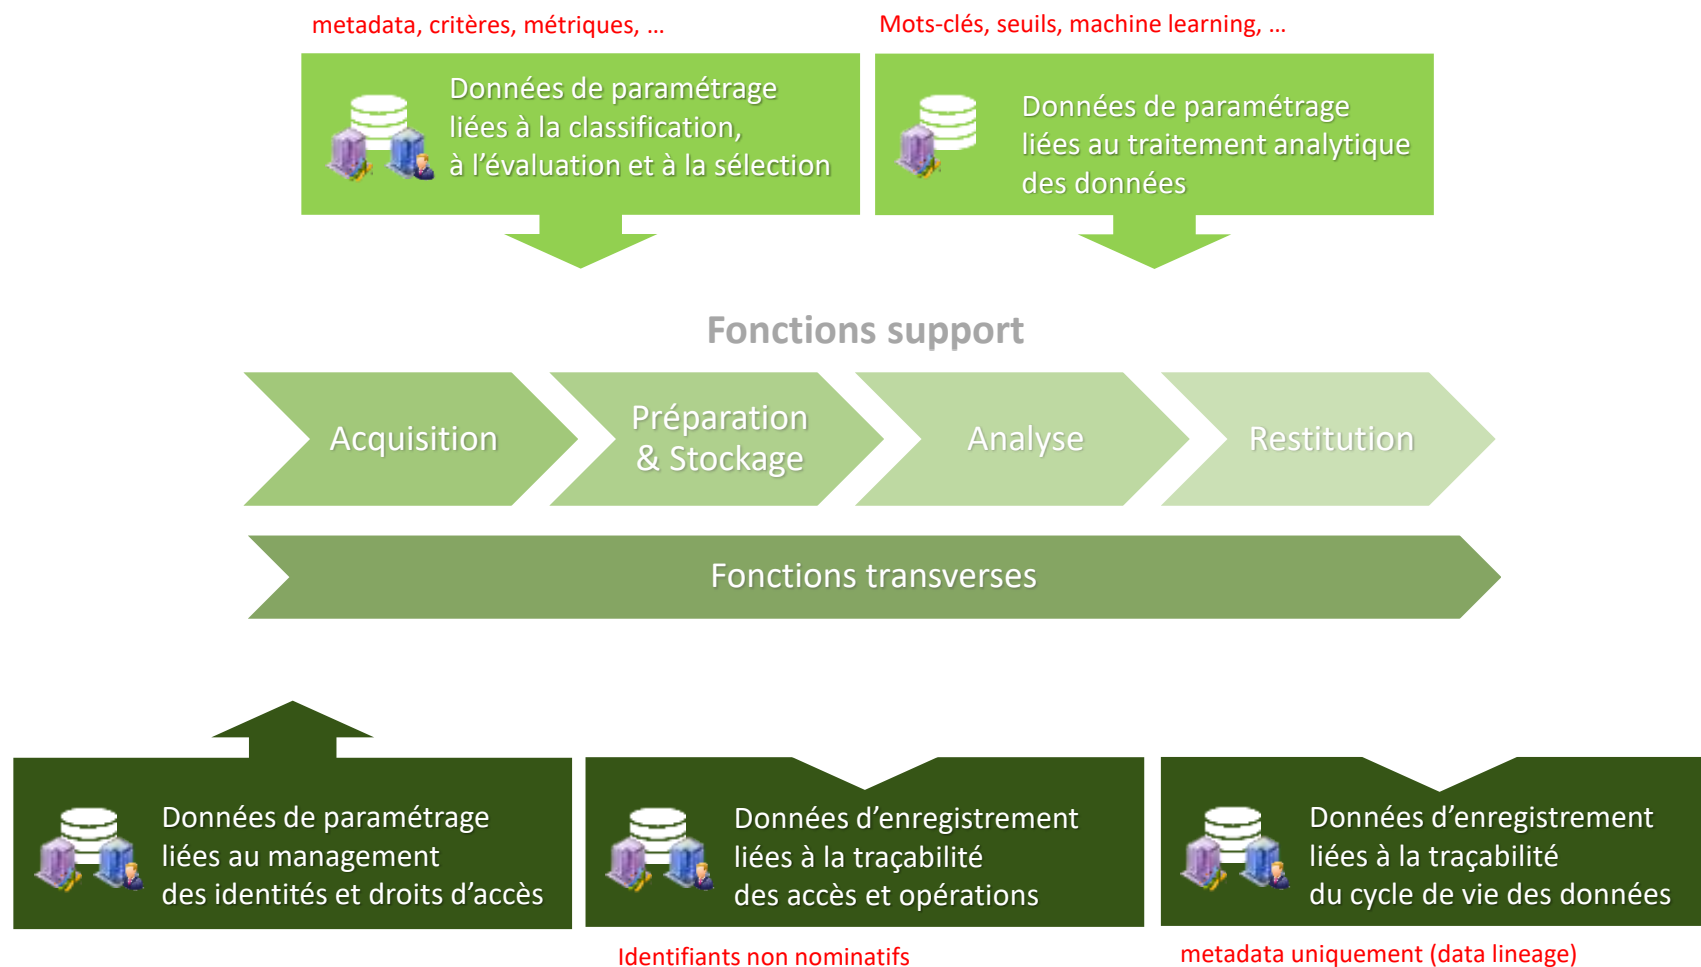 metadata, critères, métriques, …
Mots-clés, seuils, machine learning, …
Données de paramétrage
liées à la classification,
à l’évaluation et à la sélection
Données de paramétrage
liées au traitement analytique
des données
Fonctions support
Acquisition
Préparation
& Stockage
Analyse
Restitution
Fonctions transverses
Données de paramétrage
liées au management
des identités et droits d’accès
Données d’enregistrement
liées à la traçabilité
des accès et opérations
Données d’enregistrement
liées à la traçabilité
du cycle de vie des données
Identifiants non nominatifs
metadata uniquement (data lineage)